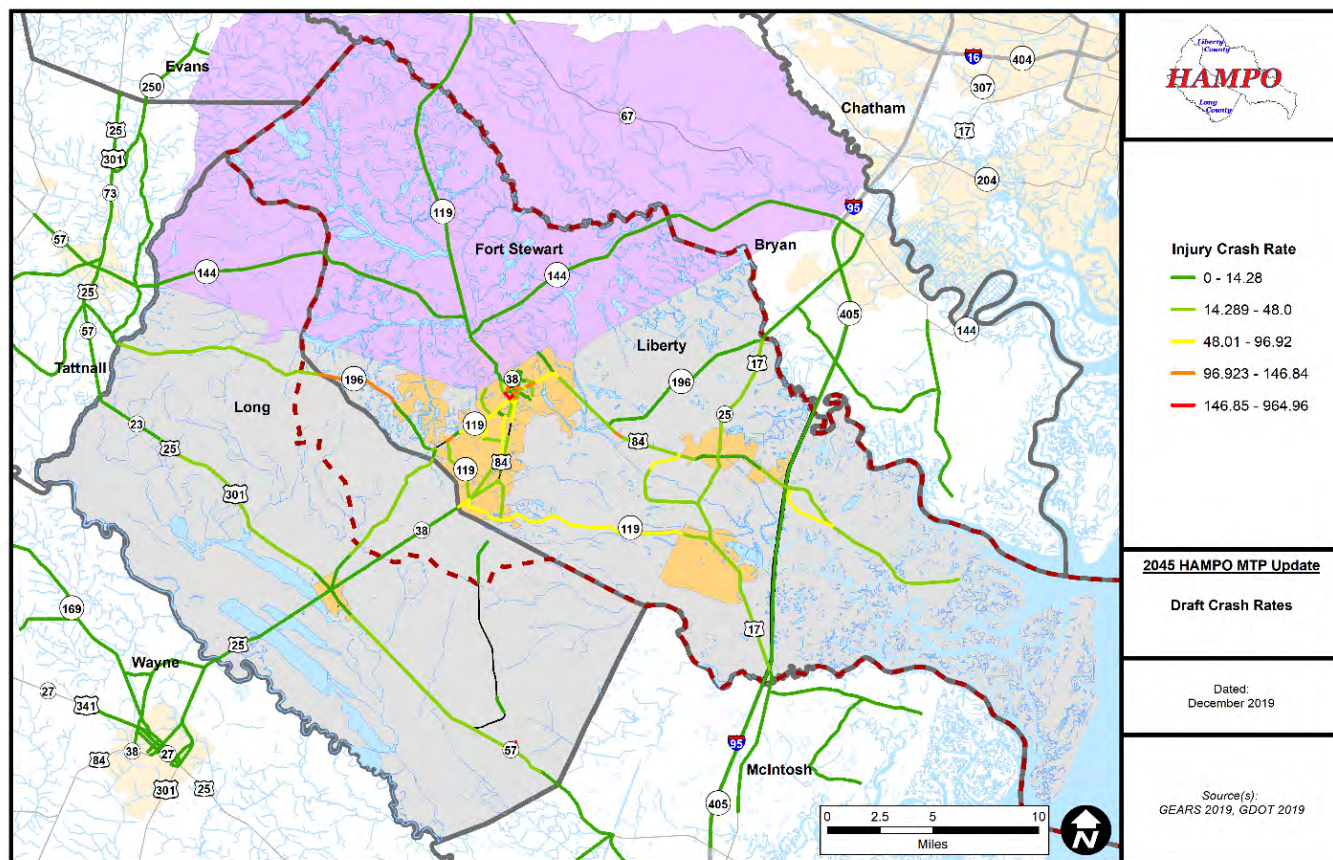 Evans
250
25
301
73
57
25
57
Tattnall
144
119
Fort Stewart
144
67
Chatham
16
404
307
17
204
95
Bryan
405
144
Liberty
17
196
25
84
38
196
Long
119
119
84
23
25
301
38
119
17
169
25
Wayne
27
341
38
27
84
301
25
57
95
McIntosh
405
0 2.5 5 10
Miles
N
Liberty
County
HAMPO
Long
County
Injury Crash Rate
0 - 14.28
14.289 - 48.0
48.01 - 96.92
96.923 - 146.84
146.85 - 964.96
2045 HAMPO MTP Update
Draft Crash Rates
Dated:
December 2019
Source(s):
GEARS 2019, GDOT 2019